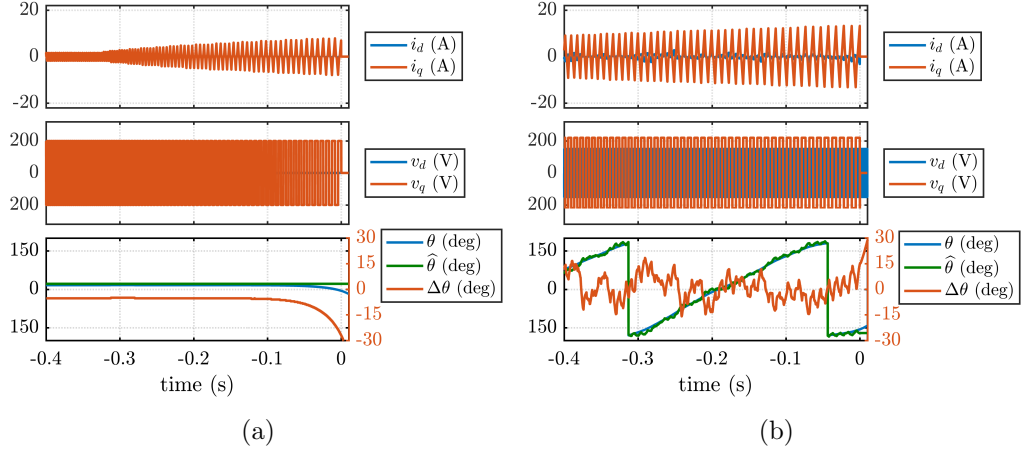 20
0
-20
i_d (A)
i_q (A)
200
0
200
v_d (V)
v_q (V)
150
0
150
30
15
0
-15
-30
θ (deg)
θ̂ (deg)
Δθ (deg)
-0.4 -0.3 -0.2 -0.1 0
time (s)
(a)
20
0
-20
i_d (A)
i_q (A)
200
0
200
v_d (V)
v_q (V)
150
0
150
30
15
0
-15
-30
θ (deg)
θ̂ (deg)
Δθ (deg)
-0.4 -0.3 -0.2 -0.1 0
time (s)
(b)